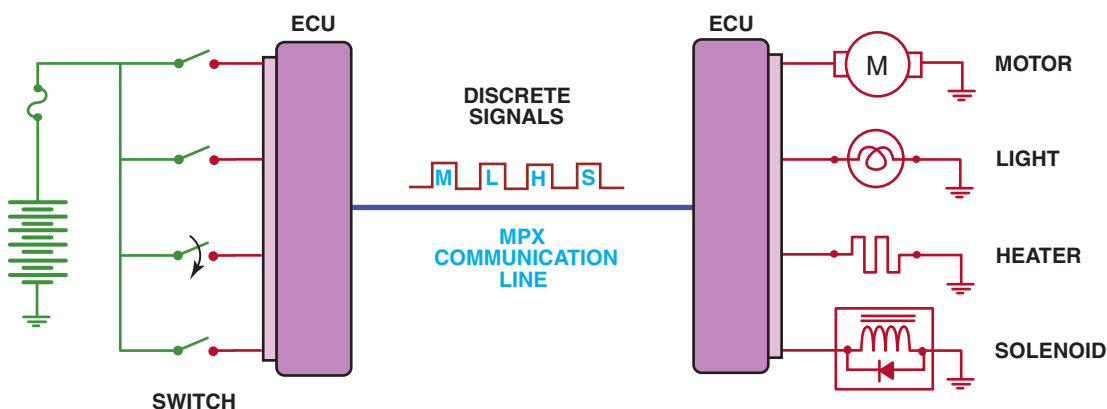 ECU
ECU
DISCRETE
SIGNALS
M
MOTOR
LIGHT
M L H S
MPX
COMMUNICATION
LINE
HEATER
SOLENOID
SWITCH